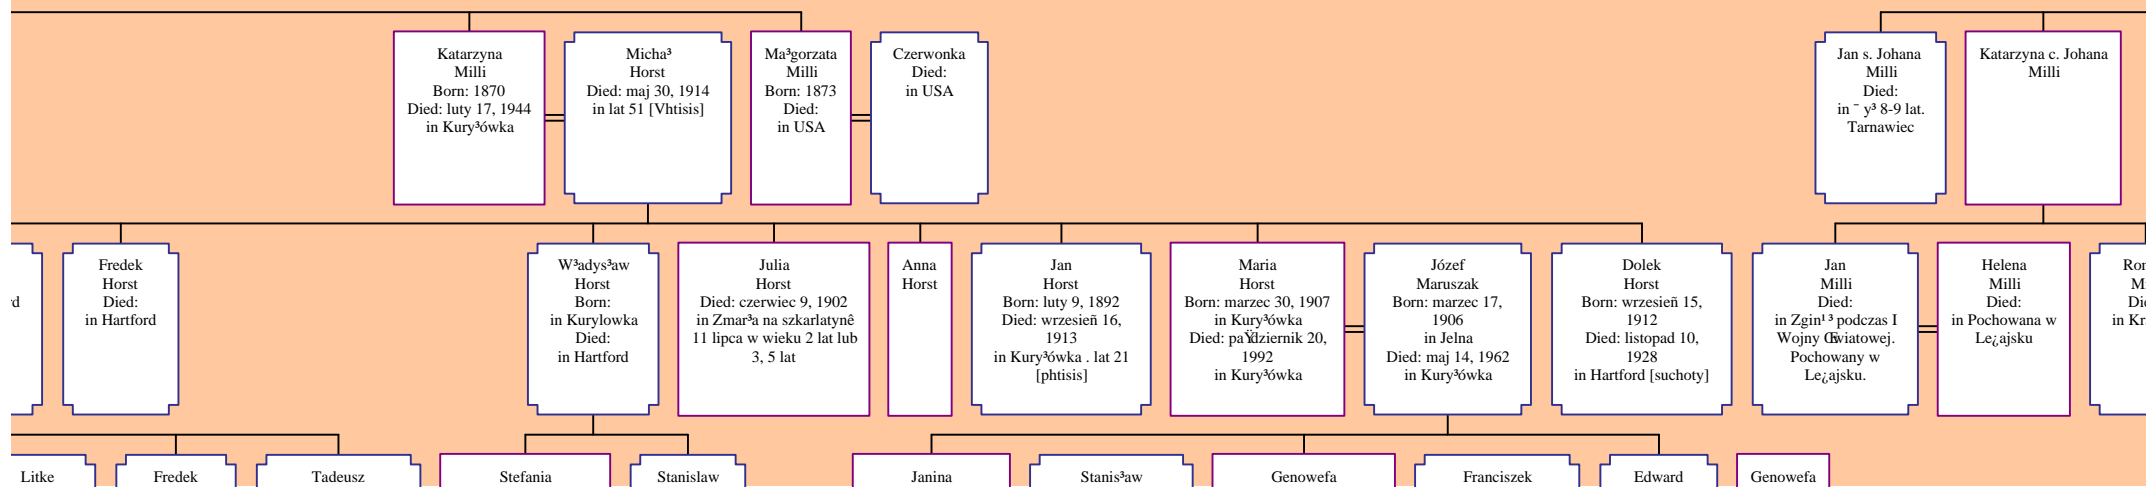 Katarzyna
Milli
Born: 1870
Died: luty 17, 1944
in Kury³ówka
Micha³
Horst
Died: maj 30, 1914
in lat 51 [Vhtisis]
Ma³gorzata
Milli
Born: 1873
Died:
in USA
Czerwonka
Died:
in USA
Jan s. Johana
Milli
Died:
in ¯ y³ 8-9 lat.
Tarnawiec
Katarzyna c. Johana
Milli
Fredek
Horst
Died:
in Hartford
W³adys³aw
Horst
Born:
in Kurylowka
Died:
in Hartford
Julia
Horst
Died: czerwiec 9, 1902
in Zmar³a na szkarlatynê
11 lipca w wieku 2 lat lub
3, 5 lat
Anna
Horst
Jan
Horst
Born: luty 9, 1892
Died: wrzesieñ 16,
1913
in Kury³ówka . lat 21
[phtisis]
Maria
Horst
Born: marzec 30, 1907
in Kury³ówka
Died: paŸdziernik 20,
1992
in Kury³ówka
Józef
Maruszak
Born: marzec 17,
1906
in Jelna
Died: maj 14, 1962
in Kury³ówka
Dolek
Horst
Born: wrzesieñ 15,
1912
Died: listopad 10,
1928
in Hartford [suchoty]
Jan
Milli
Died:
in Zgin¹³ podczas I
Wojny Œwiatowej.
Pochowany w
Le¿ajsku.
Helena
Milli
Died:
in Pochowana w
Le¿ajsku
Litke
Fredek
Tadeusz
Stefania
Stanislaw
Janina
Stanis³aw
Genowefa
Franciszek
Edward
Genowefa